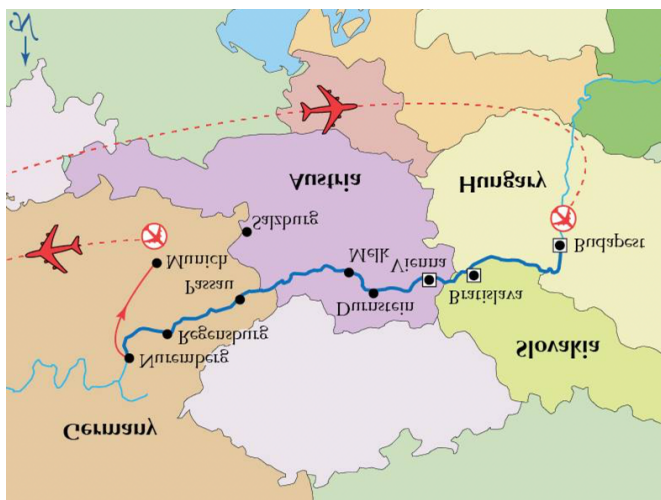 N
Austria
Hungary
Salzburg
Budapest
Munich
Melk
Vienna
Passau
Bratislava
Durnstein
Regensburg
Slovakia
Nuremberg
Germany